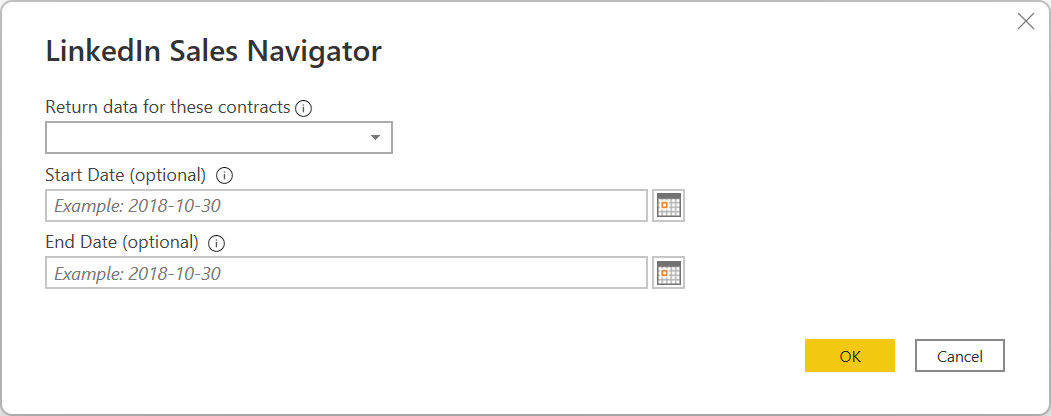 LinkedIn Sales Navigator
Return data for these contracts
Start Date (optional)
Example: 2018-10-30
End Date (optional)
Example: 2018-10-30
OK Cancel